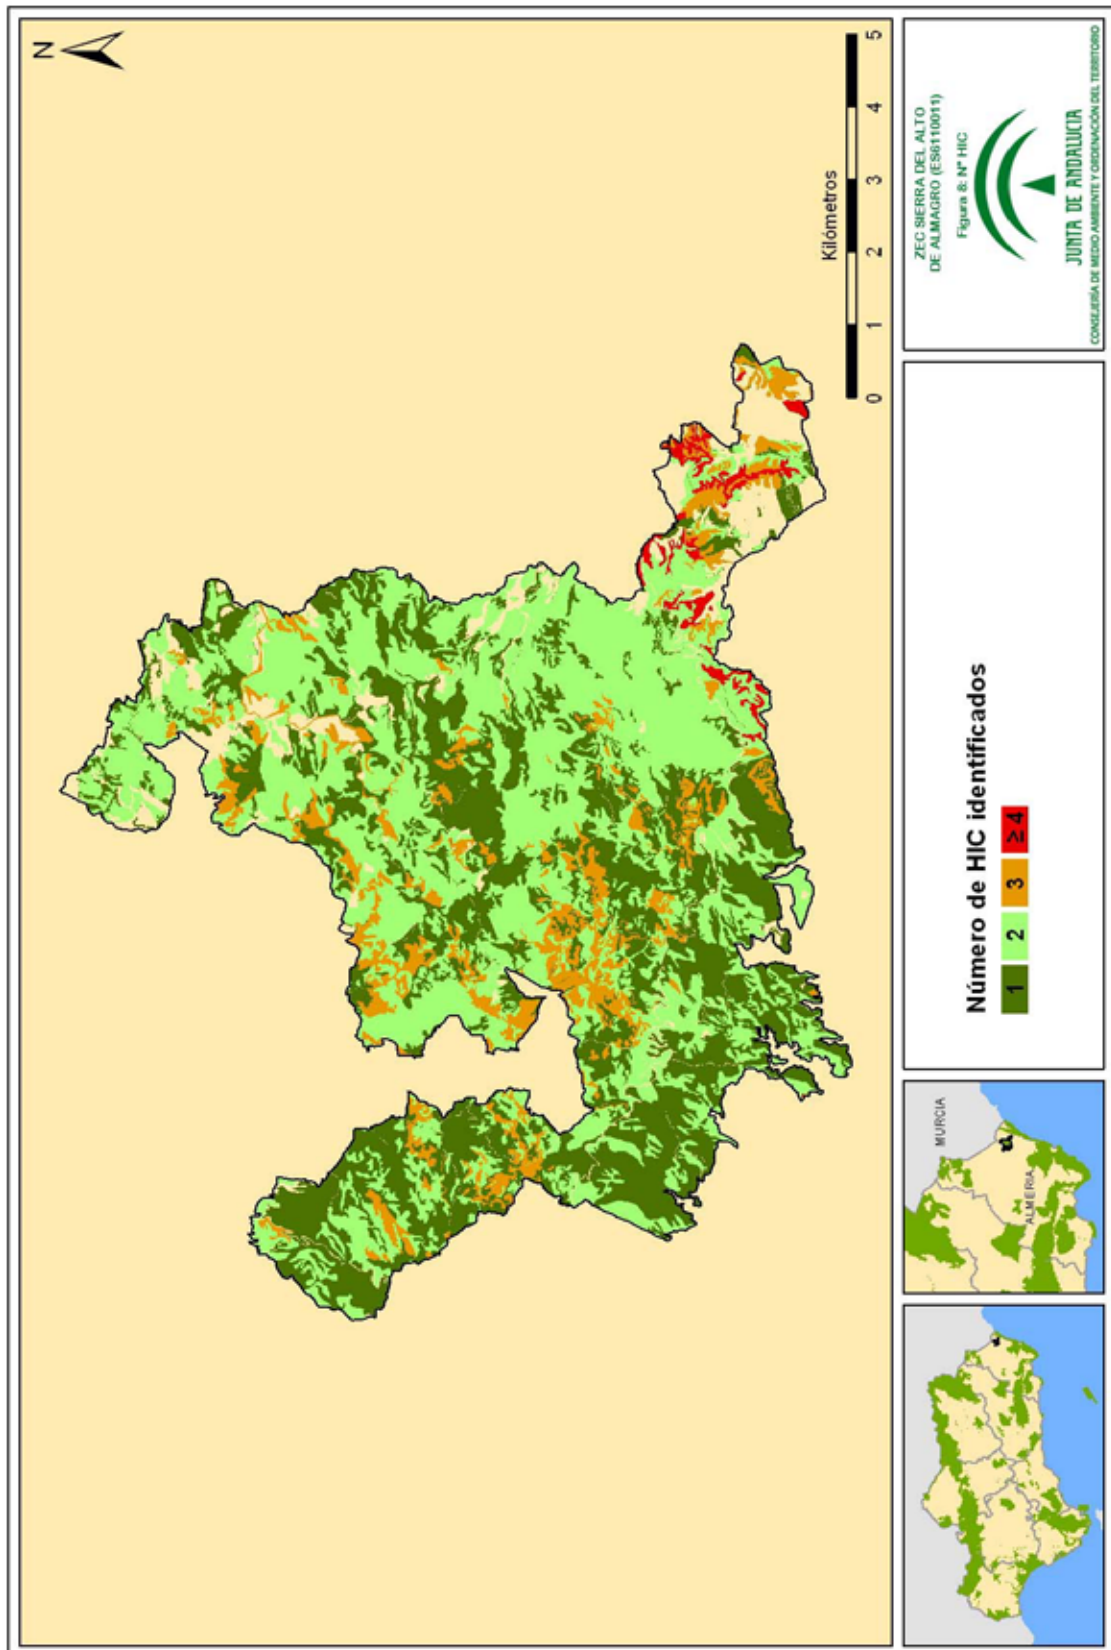 N
Kilómetros
0 1 2 3 4 5
MURCIA
ALMERIA
Número de HIC identificados
1 2 3 ≥4
ZEC SIERRA DEL ALTO
DE ALMAGRO (ES6110011)
Figura 8: Nº HIC
JUNTA DE ANDALUCIA
CONSEJERÍA DE MEDIO AMBIENTE Y ORDENACIÓN DEL TERRITORIO